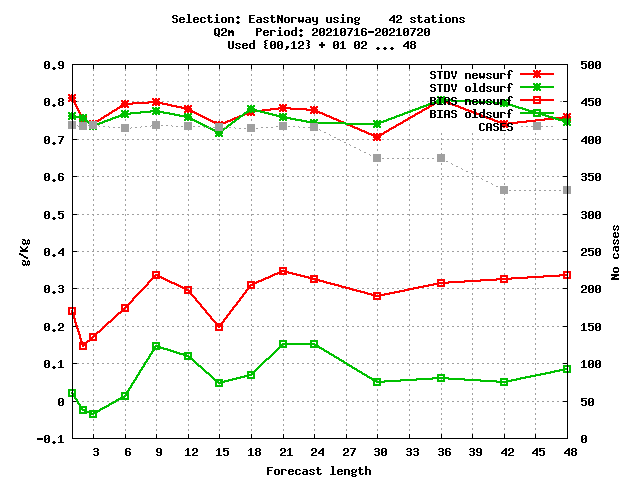 Selection: EastNorway using    42 stations
Q2m   Period: 20210716-20210720
Used {00,12} + 01 02 ... 48
STDV newsurf
STDV oldsurf
BIAS newsurf
BIAS oldsurf
CASES
0,9
0,8
0,7
0,6
0,5
0,4
0,3
0,2
0,1
0
-0,1
g/Kg
500
450
400
350
300
250
200
150
100
50
0
No cases
3 6 9 12 15 18 21 24 27 30 33 36 39 42 45 48
Forecast length